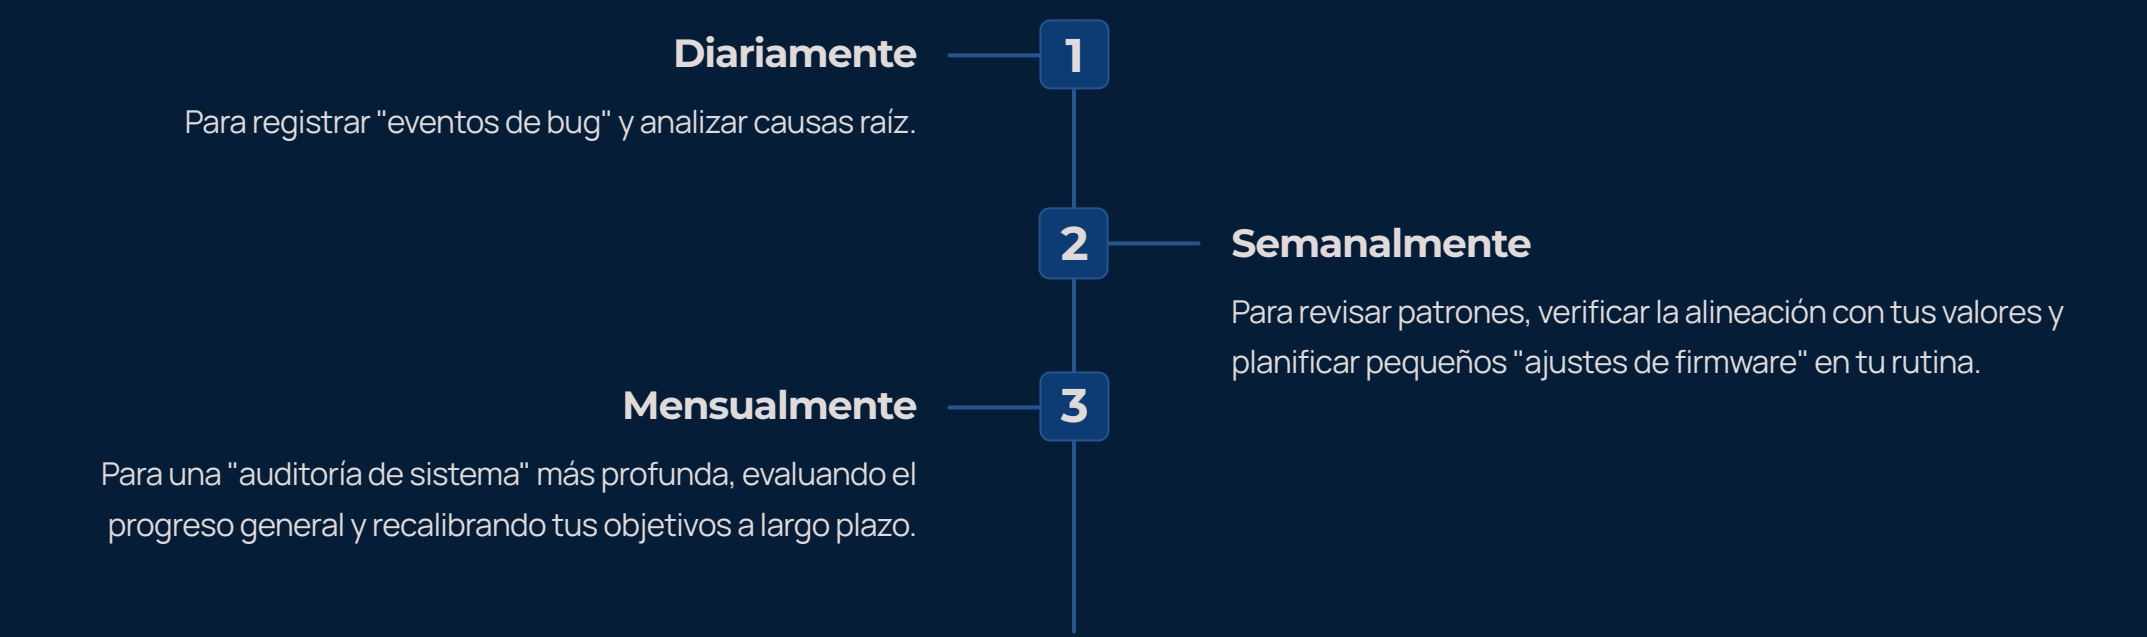 1
Diariamente
Para registrar "eventos de bug" y analizar causas raíz.
2
Semanalmente
Para revisar patrones, verificar la alineación con tus valores y
planificar pequeños "ajustes de firmware" en tu rutina.
3
Mensualmente
Para una "auditoría de sistema" más profunda, evaluando el
progreso general y recalibrando tus objetivos a largo plazo.